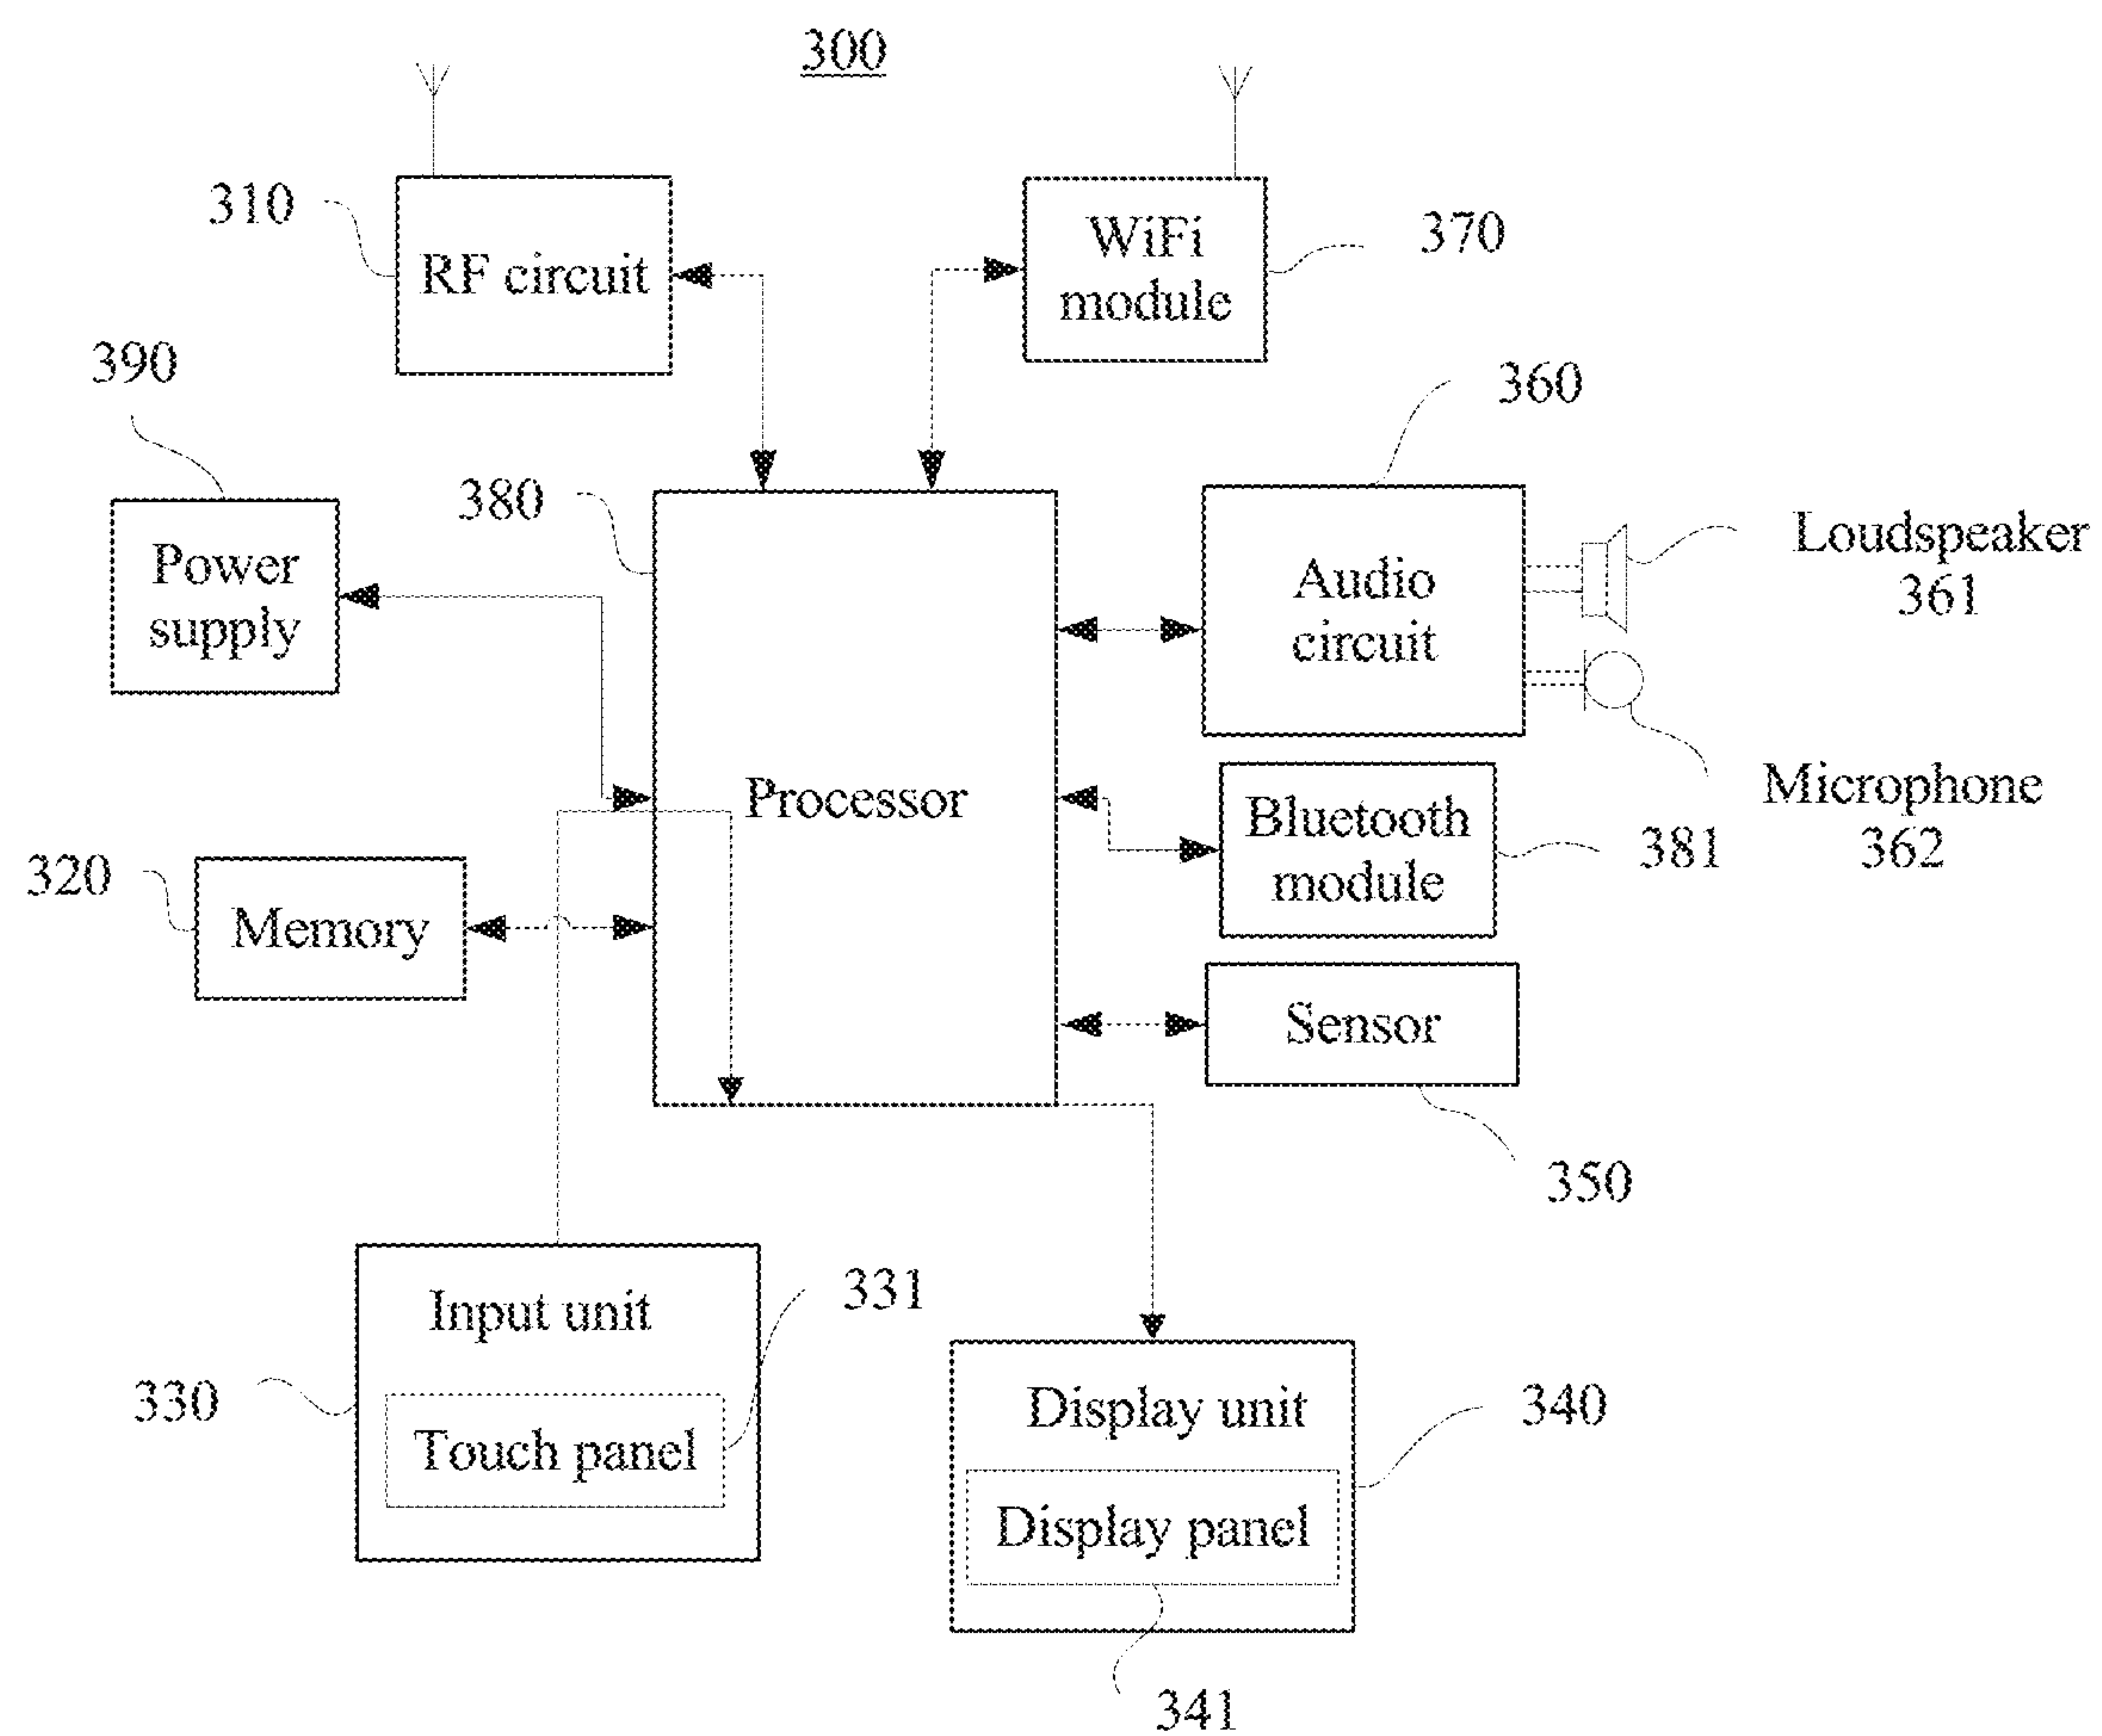 300
310
RF circuit
WiFi
module
370
390
360
380
Power
supply
Audio
circuit
Loudspeaker
361
Processor
Microphone
362
Bluetooth
module
381
320
Memory
Sensor
350
Input unit
331
330
Touch panel
Display unit
340
Display panel
341